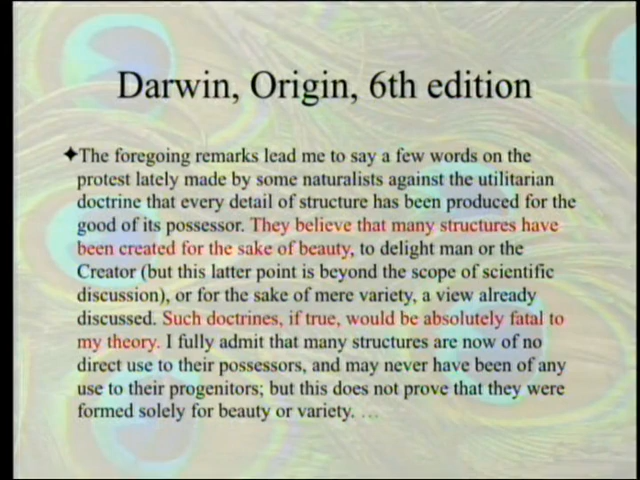 Darwin, Origin, 6th edition
✦The foregoing remarks lead me to say a few words on the
protest lately made by some naturalists against the utilitarian
doctrine that every detail of structure has been produced for the
good of its possessor. They believe that many structures have
been created for the sake of beauty, to delight man or the
Creator (but this latter point is beyond the scope of scientific
discussion), or for the sake of mere variety, a view already
discussed. Such doctrines, if true, would be absolutely fatal to
my theory. I fully admit that many structures are now of no
direct use to their possessors, and may never have been of any
use to their progenitors; but this does not prove that they were
formed solely for beauty or variety. …